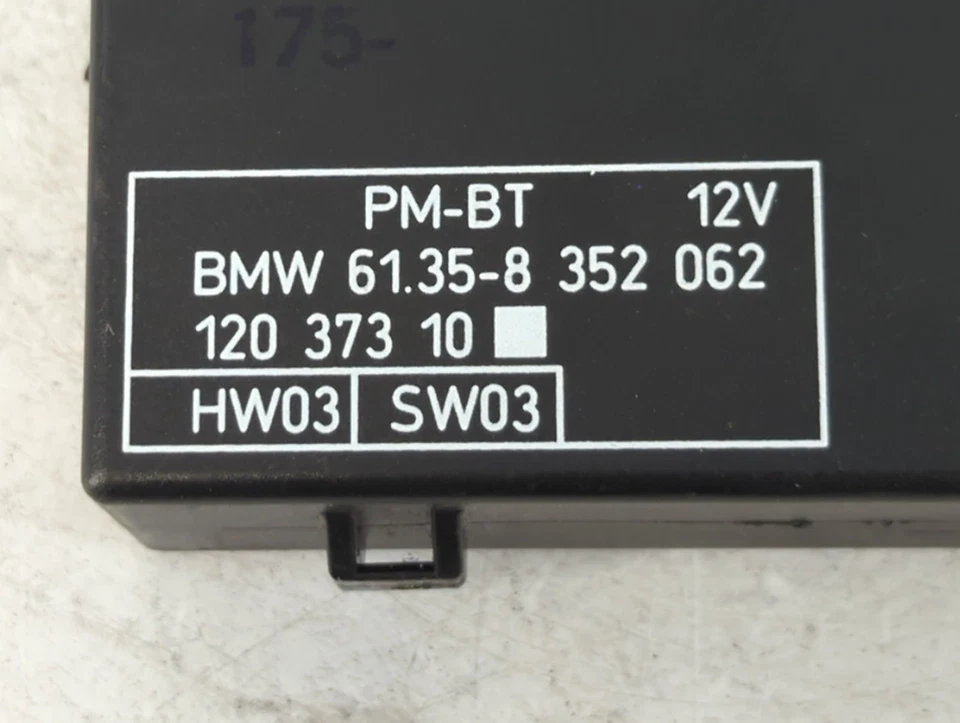 175-
PM-BT 12V
BMW 61.35-8 352 062
120 373 10
HW03 SW03